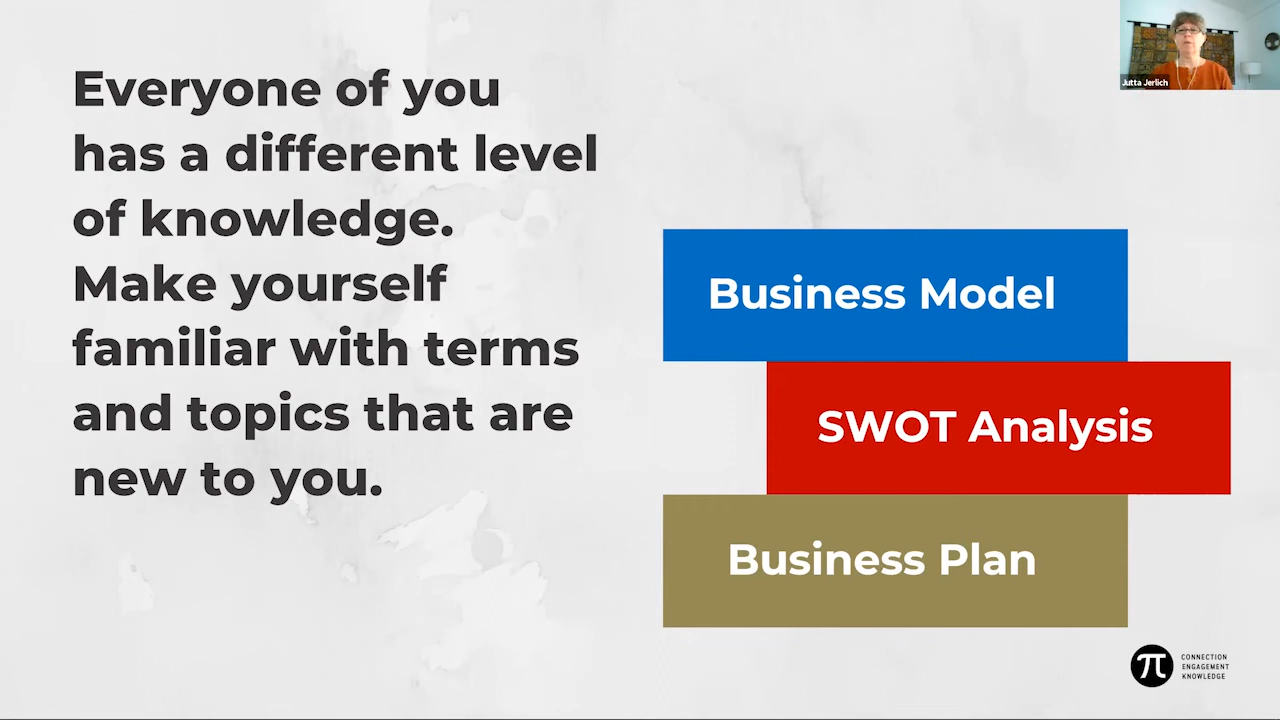 Everyone of you
has a different level
of knowledge.
Make yourself
familiar with terms
and topics that are
new to you.
Business Model
SWOT Analysis
Business Plan
Jutta Jerlich
π
CONNECTION
ENGAGEMENT
KNOWLEDGE